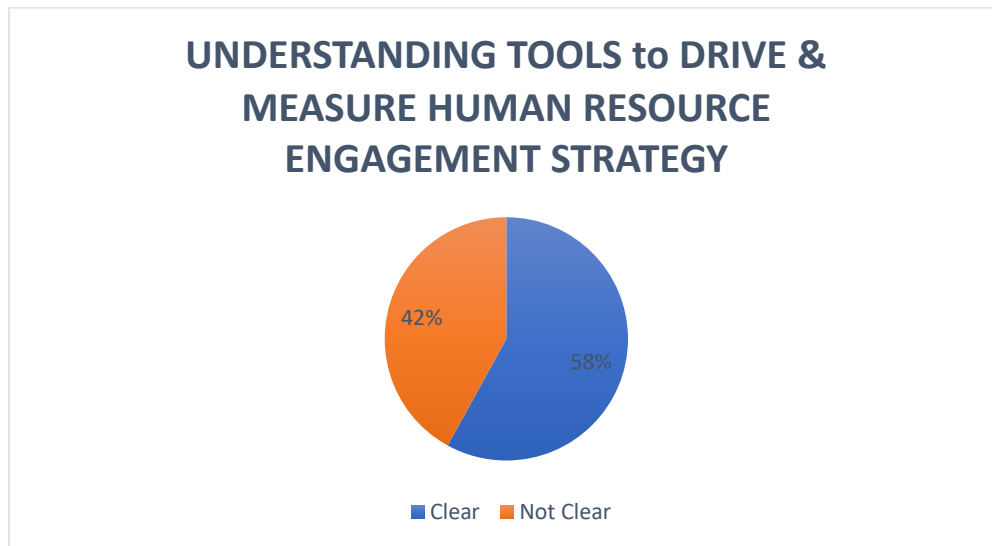 UNDERSTANDING TOOLS to DRIVE &
MEASURE HUMAN RESOURCE
ENGAGEMENT STRATEGY
42%
58%
Clear
Not Clear